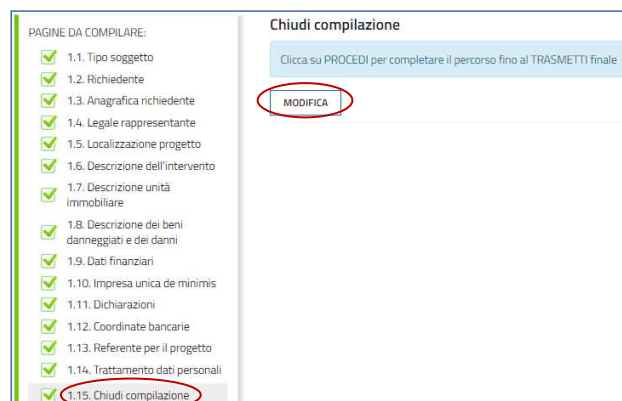 PAGINE DA COMPILARE:
1.1. Tipo soggetto
1.2. Richiedente
1.3. Anagrafica richiedente
1.4. Legale rappresentante
1.5. Localizzazione progetto
1.6. Descrizione dell'intervento
1.7. Descrizione unità
immobiliare
1.8. Descrizione dei beni
danneggiati e dei danni
1.9. Dati finanziari
1.10. Impresa unica de minimis
1.11. Dichiarazioni
1.12. Coordinate bancarie
1.13. Referente per il progetto
1.14. Trattamento dati personali
1.15. Chiudi compilazione
Chiudi compilazione
Clicca su PROCEDI per completare il percorso fino al TRASMETTI finale
MODIFICA